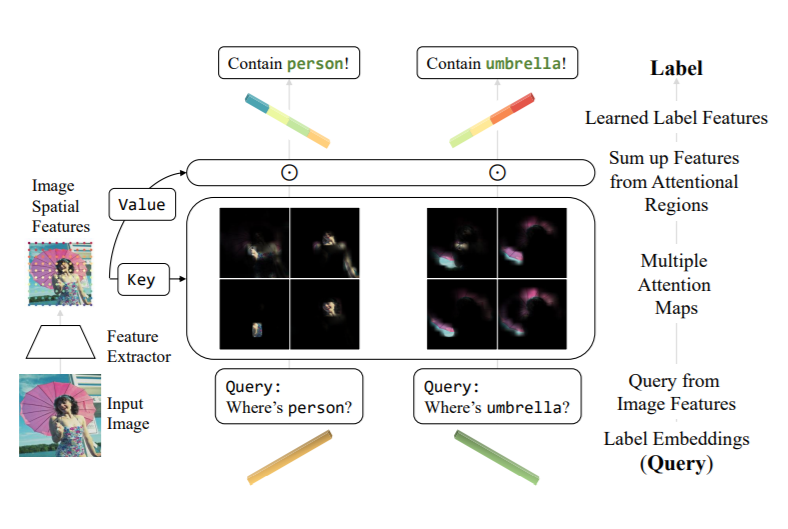 Contain person!
Contain umbrella!
Label
Learned Label Features
Sum up Features
from Attentional
Regions
Image
Spatial
Features
Value
Key
Multiple
Attention
Maps
Feature
Extractor
Input
Image
Query:
Where's person?
Query:
Where's umbrella?
Query from
Image Features
Label Embeddings
(Query)